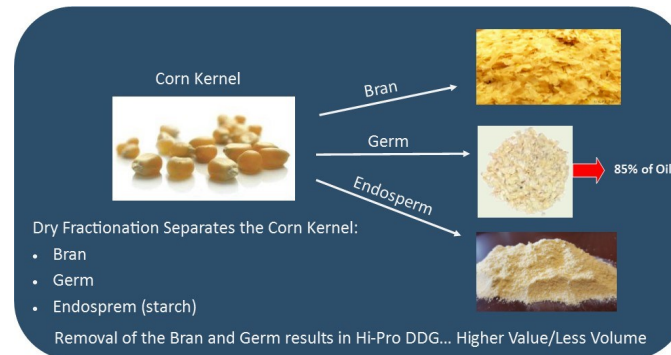 Corn Kernel
Bran
Germ
85% of Oil
Endosperm
Dry Fractionation Separates the Corn Kernel:
• Bran
• Germ
• Endosprem (starch)
Removal of the Bran and Germ results in Hi-Pro DDG... Higher Value/Less Volume